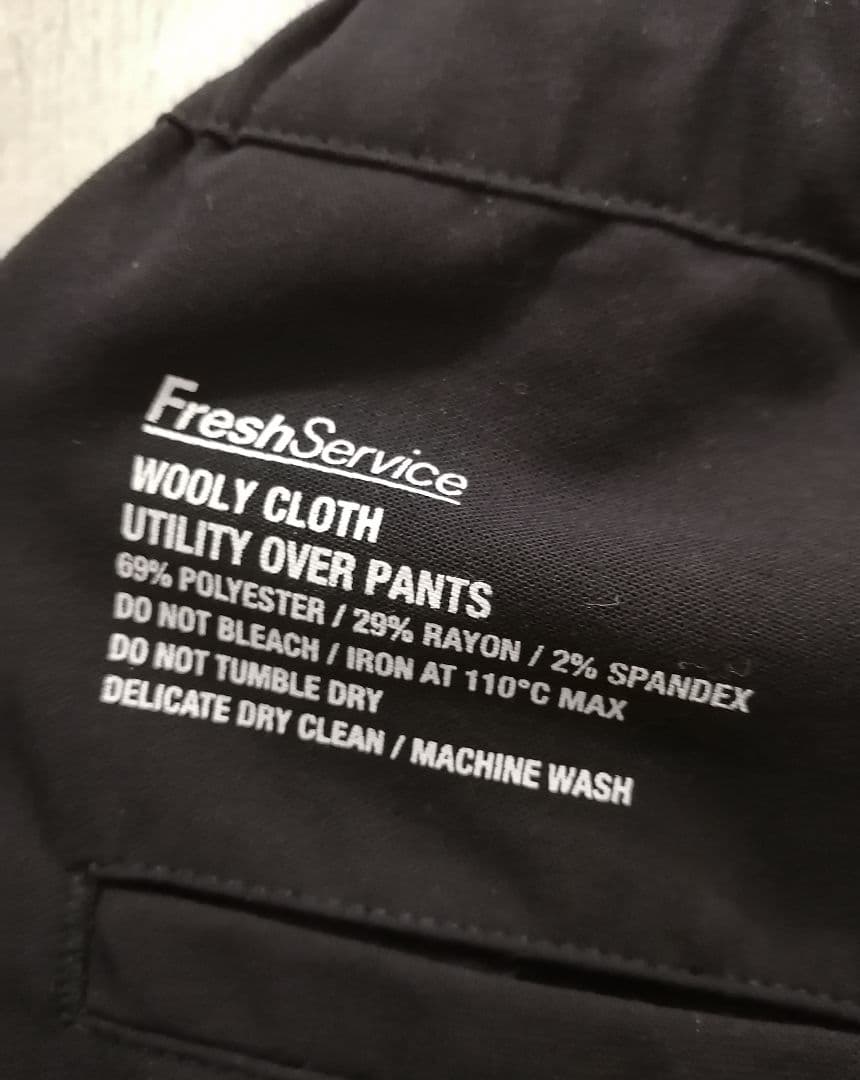 FreshService
WOOLY CLOTH
UTILITY OVER PANTS
69% POLYESTER / 29% RAYON / 2% SPANDEX
DO NOT BLEACH / IRON AT 110°C MAX
DO NOT TUMBLE DRY
DELICATE DRY CLEAN / MACHINE WASH